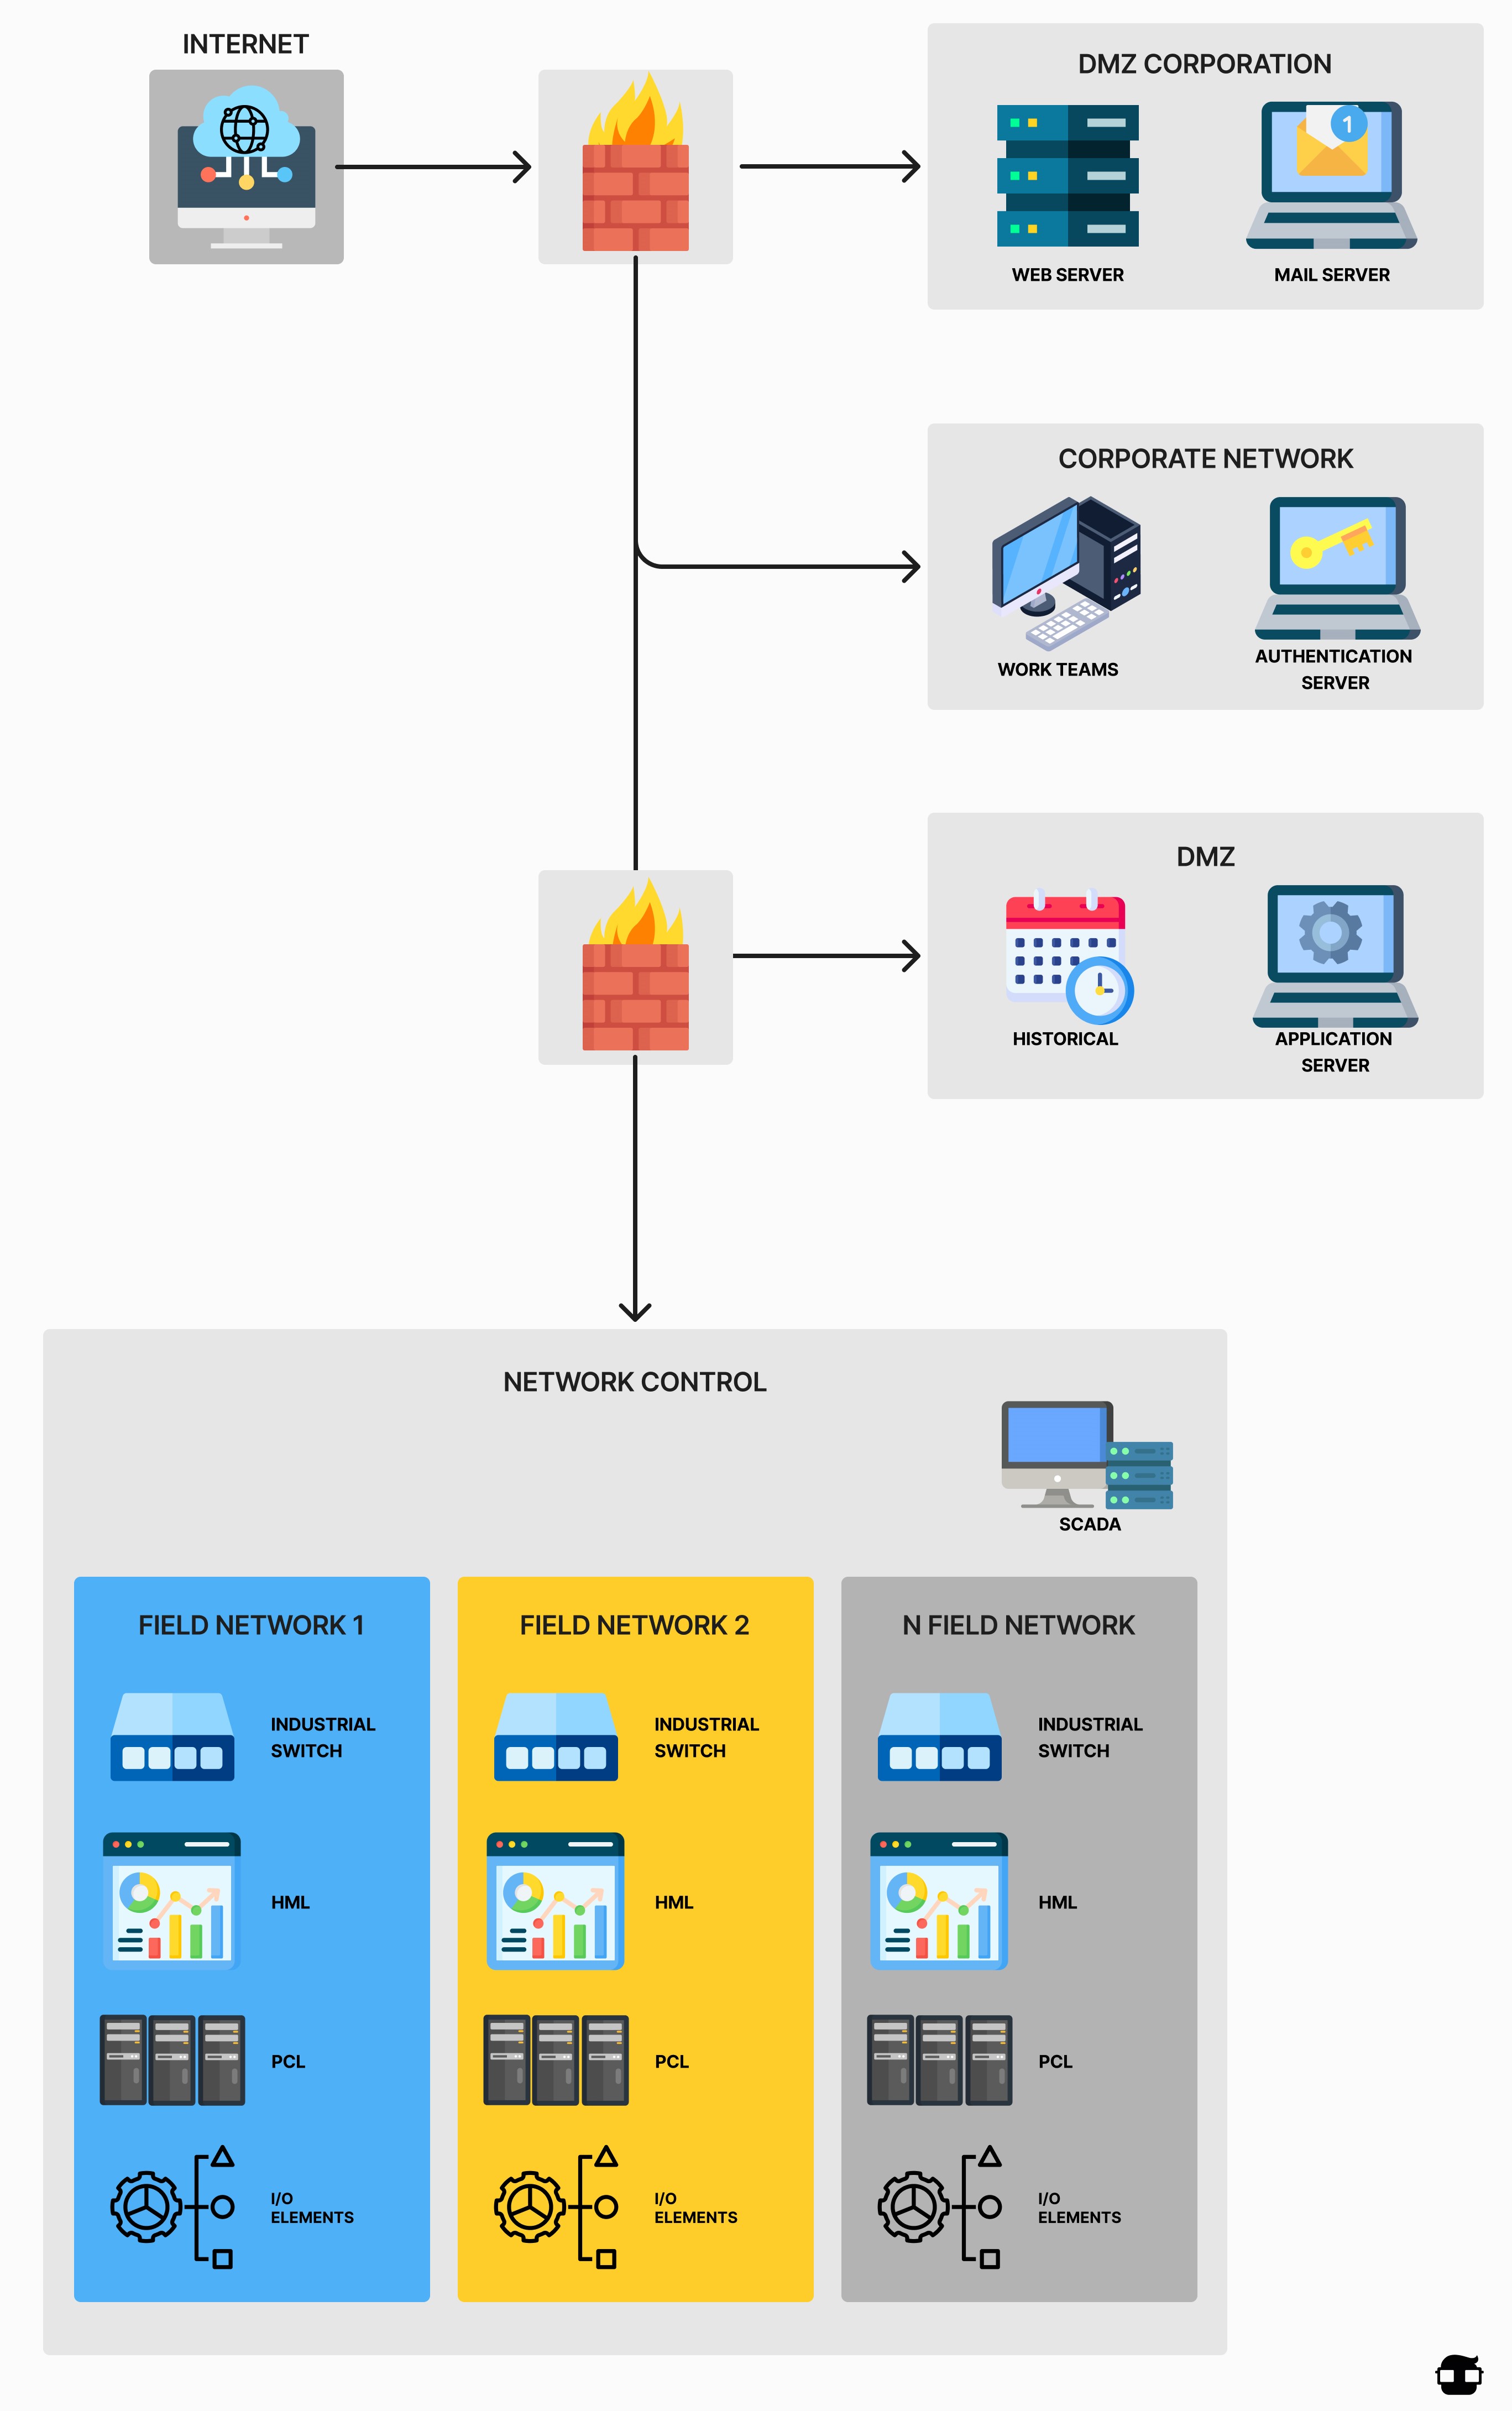 INTERNET
DMZ CORPORATION
1
WEB SERVER
MAIL SERVER
CORPORATE NETWORK
WORK TEAMS
AUTHENTICATION
SERVER
DMZ
HISTORICAL
APPLICATION
SERVER
NETWORK CONTROL
SCADA
FIELD NETWORK 1
INDUSTRIAL
SWITCH
HML
PCL
I/O
ELEMENTS
FIELD NETWORK 2
INDUSTRIAL
SWITCH
HML
PCL
I/O
ELEMENTS
N FIELD NETWORK
INDUSTRIAL
SWITCH
HML
PCL
I/O
ELEMENTS